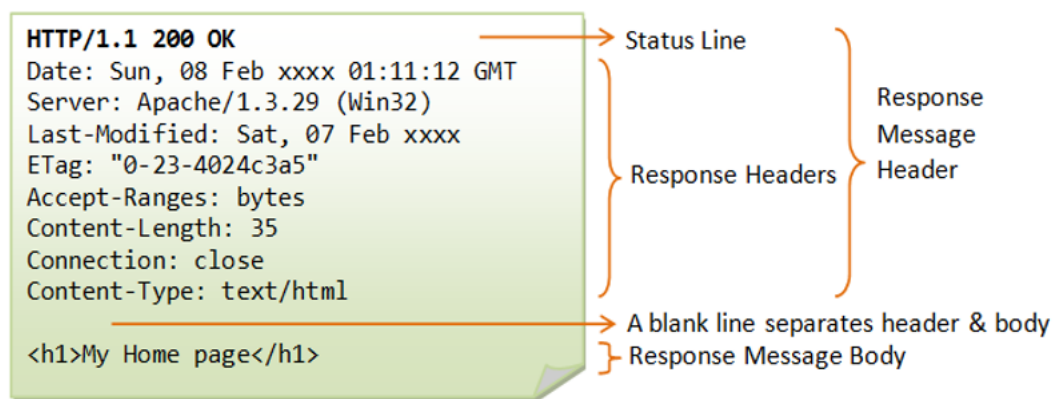 HTTP/1.1 200 OK
Date: Sun, 08 Feb xxxx 01:11:12 GMT
Server: Apache/1.3.29 (Win32)
Last-Modified: Sat, 07 Feb xxxx
ETag: "0-23-4024c3a5"
Accept-Ranges: bytes
Content-Length: 35
Connection: close
Content-Type: text/html
<h1>My Home page</h1>
Status Line
Response Headers
Response
Message
Header
A blank line separates header & body
Response Message Body